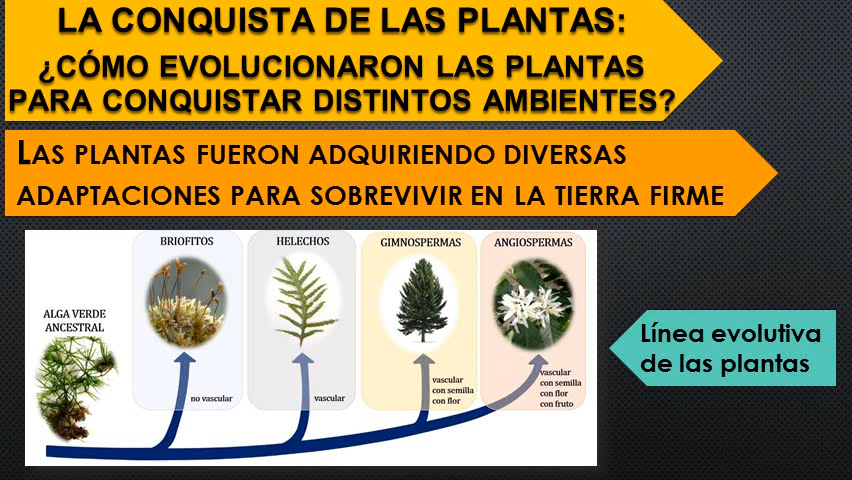 LA CONQUISTA DE LAS PLANTAS:
¿CÓMO EVOLUCIONARON LAS PLANTAS
PARA CONQUISTAR DISTINTOS AMBIENTES?
LAS PLANTAS FUERON ADQUIRIENDO DIVERSAS
ADAPTACIONES PARA SOBREVIVIR EN LA TIERRA FIRME
ALGA VERDE
ANCESTRAL
BRIOFITOS
no vascular
HELECHOS
vascular
GIMNOSPERMAS
vascular
con semilla
con flor
ANGIOSPERMAS
vascular
con semilla
con flor
con fruto
Línea evolutiva
de las plantas